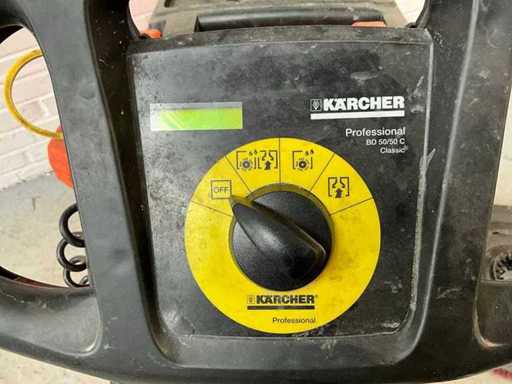 KÄRCHER
Professional
BD 50/50 C
Classic
OFF
KÄRCHER
Professional